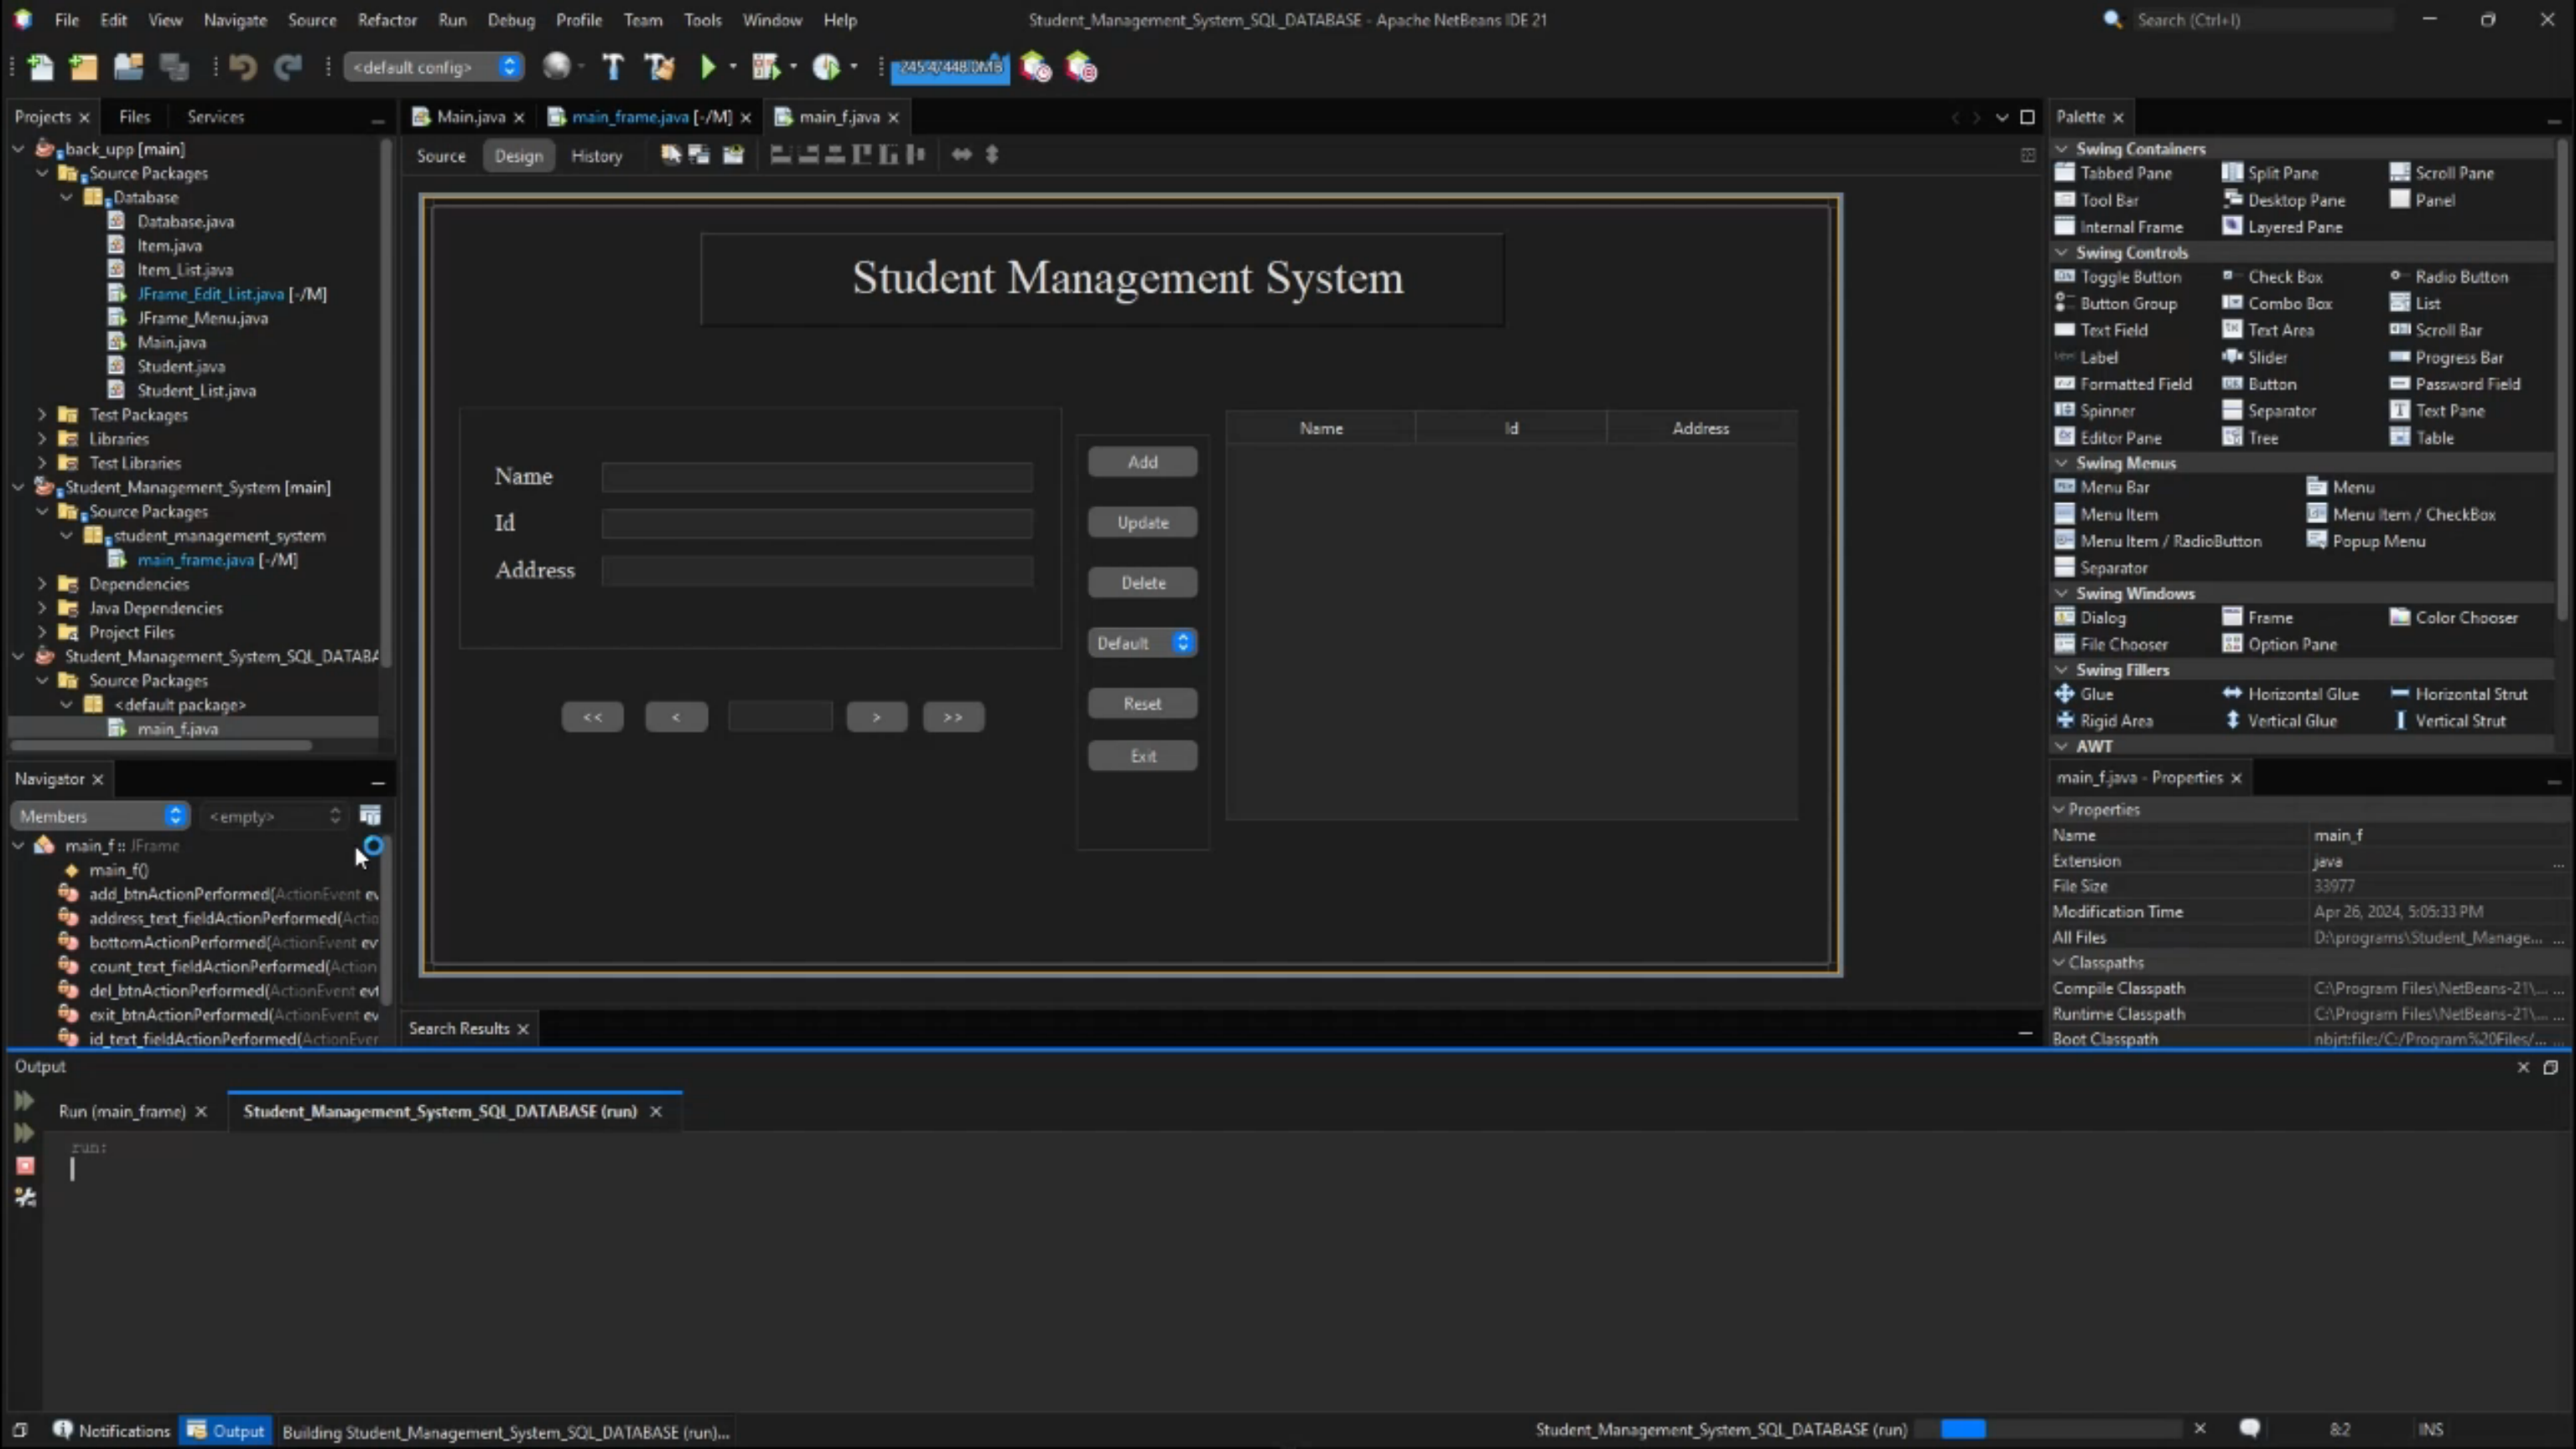 File Edit View Navigate Source Refactor Run Debug Profile Team Tools Window Help Student_Management_System_SQL_DATABASE - Apache NetBeans IDE 21 Search (Ctrl+I)
<default config> 245.4/448.0MB
Projects Files Services
back_upp [main]
Source Packages
Database
Database.java
Item.java
Item_List.java
JFrame_Edit_List.java [-/M]
JFrame_Menu.java
Main.java
Student.java
Student_List.java
Test Packages
Libraries
Test Libraries
Student_Management_System [main]
Source Packages
student_management_system
main_frame.java [-/M]
Dependencies
Java Dependencies
Project Files
Student_Management_System_SQL_DATABA
Source Packages
<default package>
main_f.java
Navigator
Members <empty>
main_f :: JFrame
main_f()
add_btnActionPerformed(ActionEvent ev
address_text_fieldActionPerformed(Actio
bottomActionPerformed(ActionEvent ev
count_text_fieldActionPerformed(Action
del_btnActionPerformed(ActionEvent evt
exit_btnActionPerformed(ActionEvent ev
id_text_fieldActionPerformed(ActionEver
Main.java main_frame.java [-/M] main_f.java
Source Design History
Student Management System
Name
Id
Address
<< < > >>
Add
Update
Delete
Default
Reset
Exit
Name Id Address
Search Results
Palette
Swing Containers
Tabbed Pane Split Pane Scroll Pane
Tool Bar Desktop Pane Panel
Internal Frame Layered Pane
Swing Controls
Toggle Button Check Box Radio Button
Button Group Combo Box List
Text Field Text Area Scroll Bar
Label Slider Progress Bar
Formatted Field Button Password Field
Spinner Separator Text Pane
Editor Pane Tree Table
Swing Menus
Menu Bar Menu
Menu Item Menu Item / CheckBox
Menu Item / RadioButton Popup Menu
Separator
Swing Windows
Dialog Frame Color Chooser
File Chooser Option Pane
Swing Fillers
Glue Horizontal Glue Horizontal Strut
Rigid Area Vertical Glue Vertical Strut
AWT
main_f.java - Properties
Properties
Name main_f
Extension java ...
File Size 33977
Modification Time Apr 26, 2024, 5:05:33 PM
All Files D:\programs\Student_Manage... ...
Classpaths
Compile Classpath C:\Program Files\NetBeans-21\... ...
Runtime Classpath C:\Program Files\NetBeans-21\... ...
Boot Classpath nbjrt:file:/C:/Program%20Files/... ...
Output
Run (main_frame) Student_Management_System_SQL_DATABASE (run)
run:
Notifications Output Building Student_Management_System_SQL_DATABASE (run)... Student_Management_System_SQL_DATABASE (run) 8:2 INS